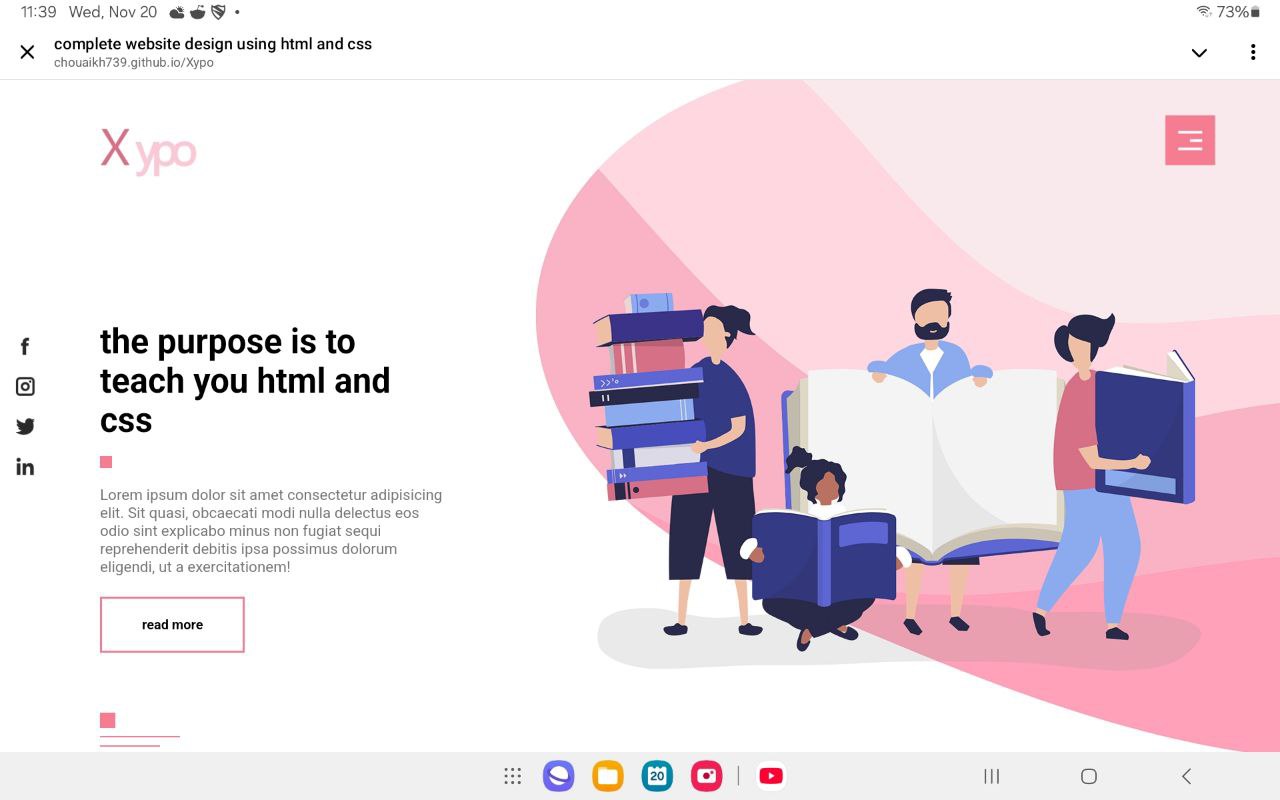 11:39 Wed, Nov 20
73%
complete website design using html and css
chouaikh739.github.io/Xypo
Xypo
the purpose is to
teach you html and
css
Lorem ipsum dolor sit amet consectetur adipisicing
elit. Sit quasi, obcaecati modi nulla delectus eos
odio sint explicabo minus non fugiat sequi
reprehenderit debitis ipsa possimus dolorum
eligendi, ut a exercitationem!
read more
20